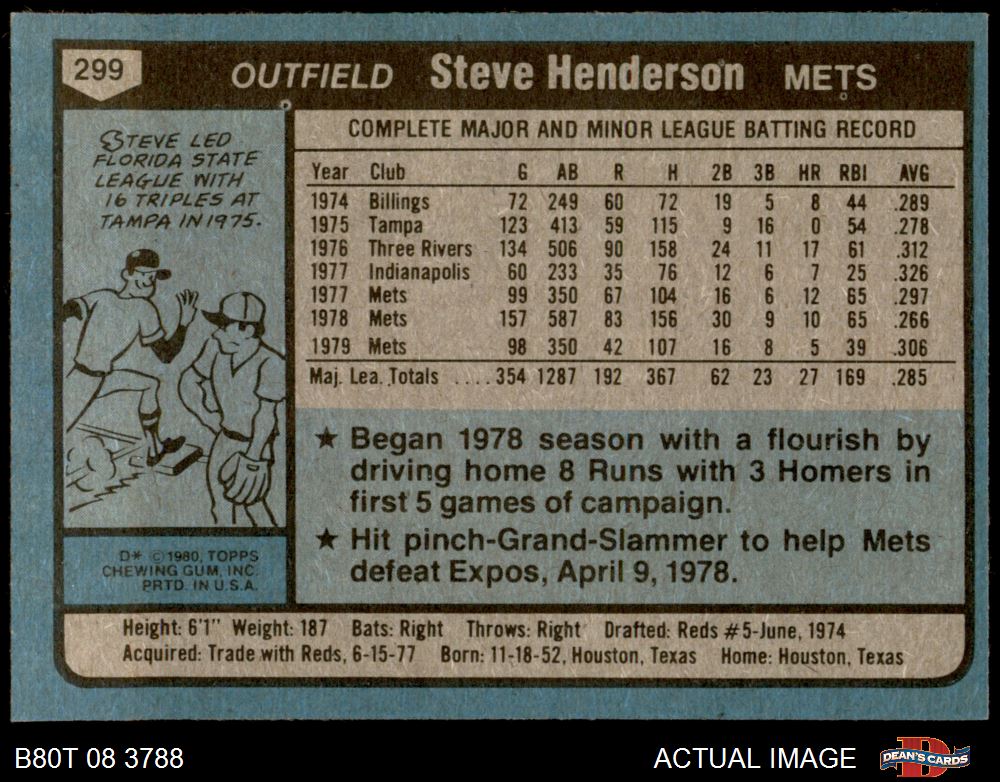 299 OUTFIELD Steve Henderson METS
STEVE LED
FLORIDA STATE
LEAGUE WITH
16 TRIPLES AT
TAMPA IN 1975.
COMPLETE MAJOR AND MINOR LEAGUE BATTING RECORD
Year Club G AB R H 2B 3B HR RBI AVG
1974 Billings 72 249 60 72 19 5 8 44 .289
1975 Tampa 123 413 59 115 9 16 0 54 .278
1976 Three Rivers 134 506 90 158 24 11 17 61 .312
1977 Indianapolis 60 233 35 76 12 6 7 25 .326
1977 Mets 99 350 67 104 16 6 12 65 .297
1978 Mets 157 587 83 156 30 9 10 65 .266
1979 Mets 98 350 42 107 16 8 5 39 .306
Maj. Lea. Totals ....354 1287 192 367 62 23 27 169 .285
★ Began 1978 season with a flourish by
driving home 8 Runs with 3 Homers in
first 5 games of campaign.
★ Hit pinch-Grand-Slammer to help Mets
defeat Expos, April 9, 1978.
D* © 1980, TOPPS
CHEWING GUM, INC.
PRTD. IN U.S.A.
Height: 6'1" Weight: 187 Bats: Right Throws: Right Drafted: Reds #5-June, 1974
Acquired: Trade with Reds, 6-15-77 Born: 11-18-52, Houston, Texas Home: Houston, Texas
B80T 08 3788 ACTUAL IMAGE D DEAN'S CARDS